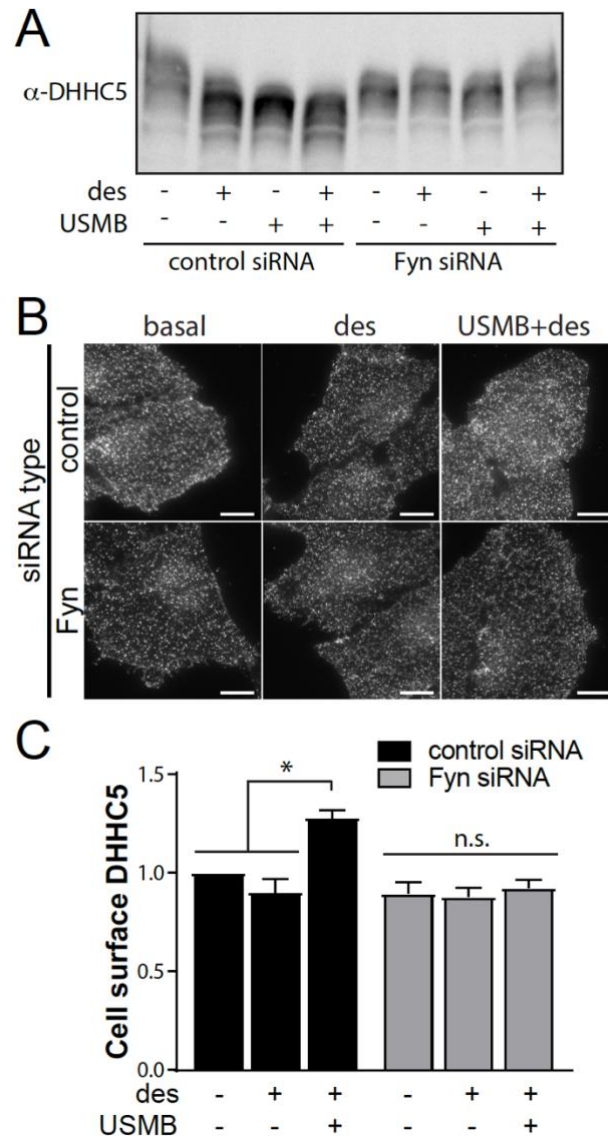 A
α-DHHC5
des - + - + - + - +
USMB - - + + - - + +
control siRNA Fyn siRNA
B
basal des USMB+des
siRNA type
control
Fyn
C
control siRNA
Fyn siRNA
Cell surface DHHC5
1.5
1.0
0.5
0.0
*
n.s.
des - + + - + +
USMB - - + - - +